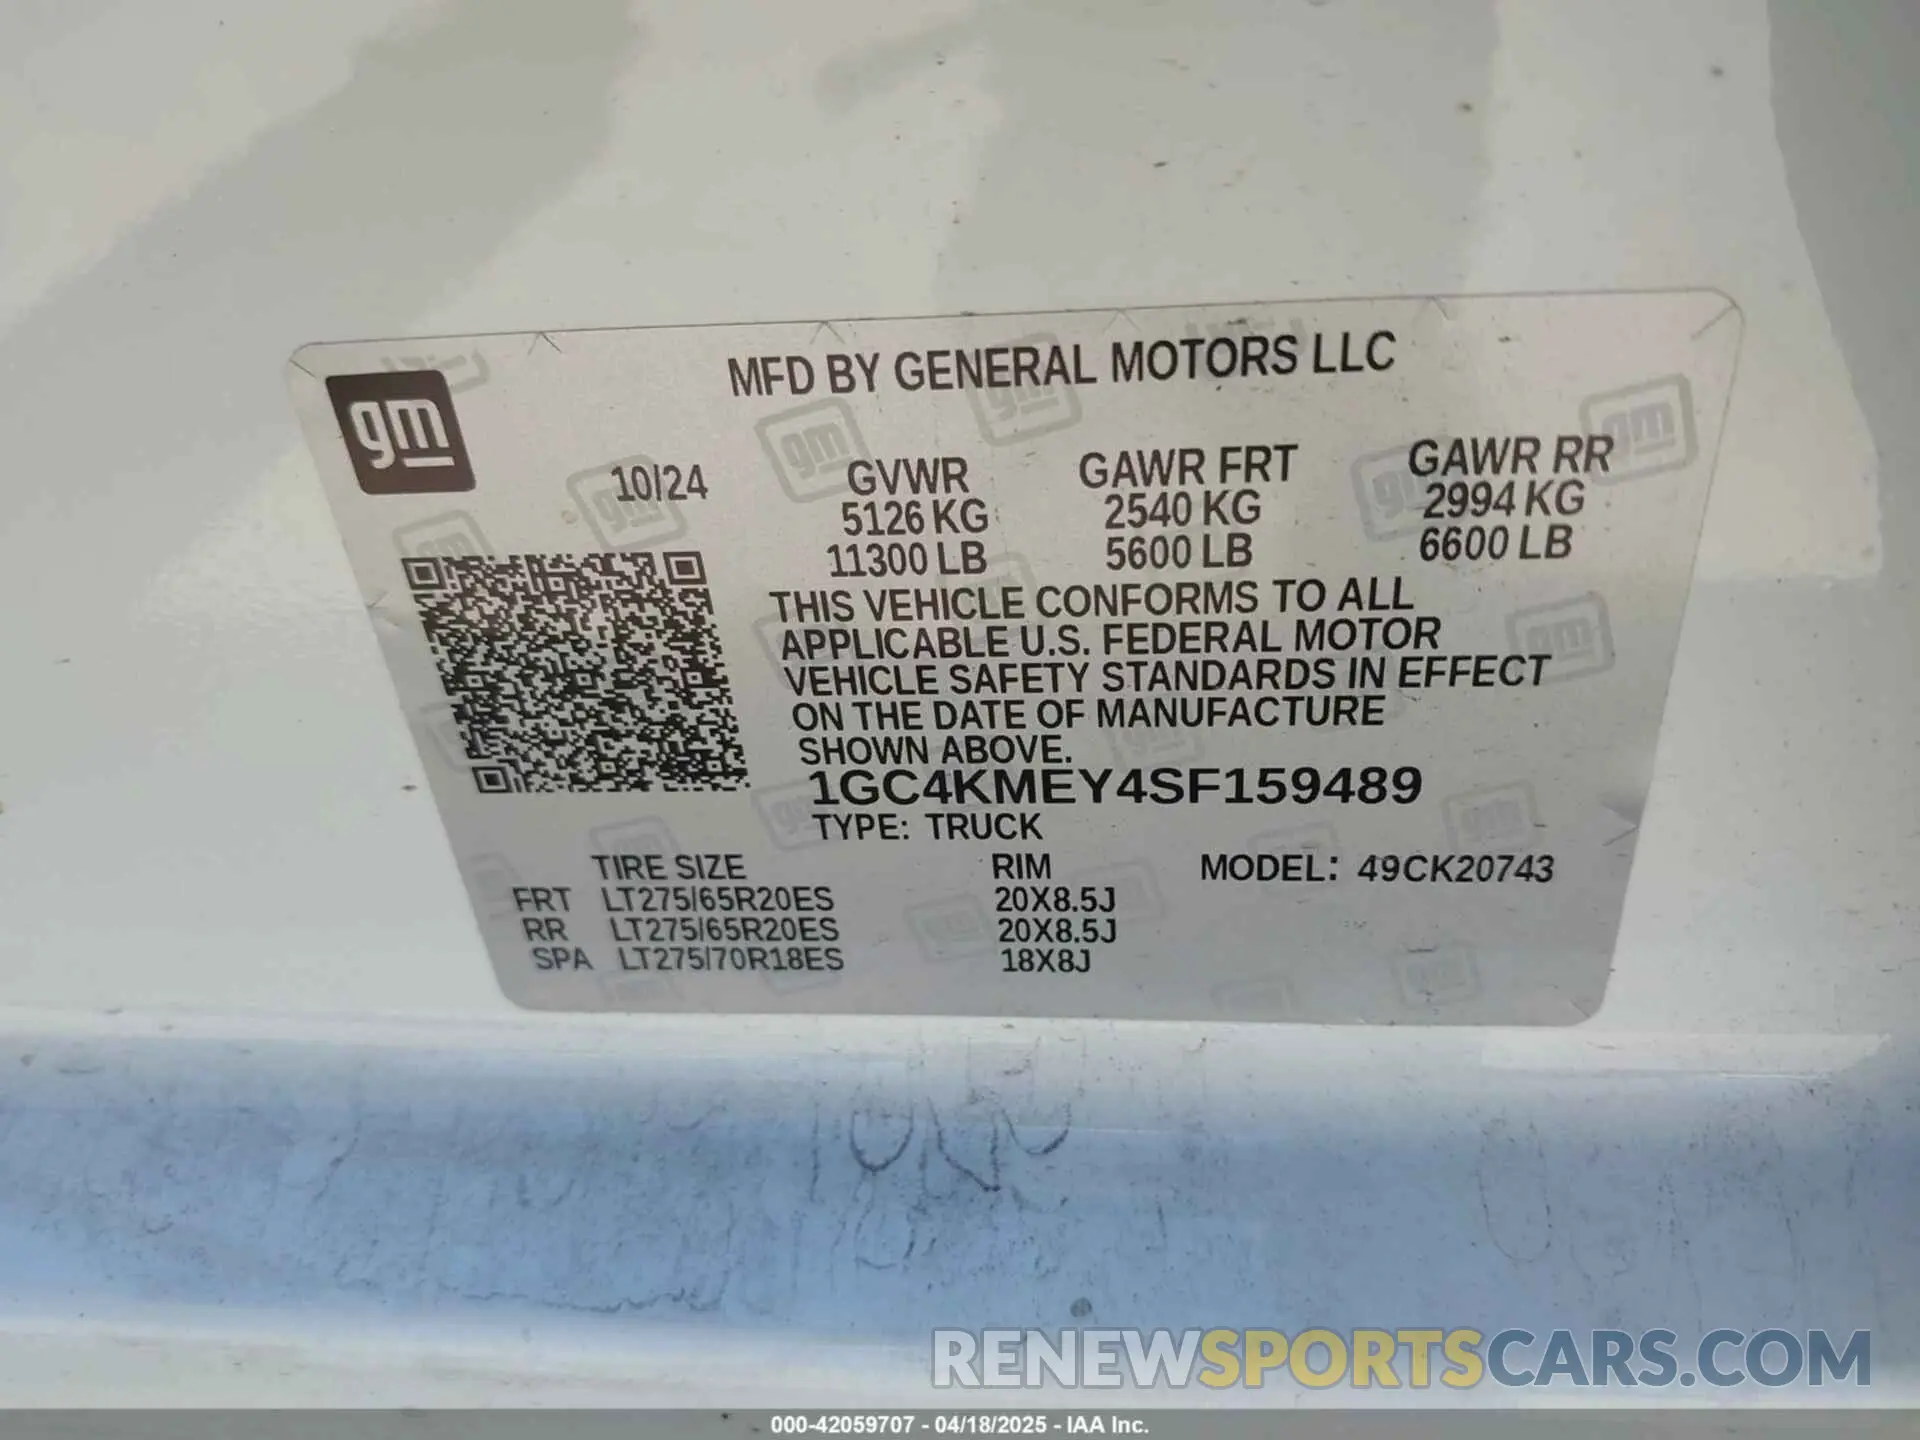 MFD BY GENERAL MOTORS LLC
gm
10/24
GVWR GAWR FRT GAWR RR
5126 KG 2540 KG 2994 KG
11300 LB 5600 LB 6600 LB
THIS VEHICLE CONFORMS TO ALL
APPLICABLE U.S. FEDERAL MOTOR
VEHICLE SAFETY STANDARDS IN EFFECT
ON THE DATE OF MANUFACTURE
SHOWN ABOVE.
1GC4KMEY4SF159489
TYPE: TRUCK
TIRE SIZE RIM MODEL: 49CK20743
FRT LT275/65R20ES 20X8.5J
RR LT275/65R20ES 20X8.5J
SPA LT275/70R18ES 18X8J
RENEWSPORTSCARS.COM
000-42059707 - 04/18/2025 - IAA Inc.